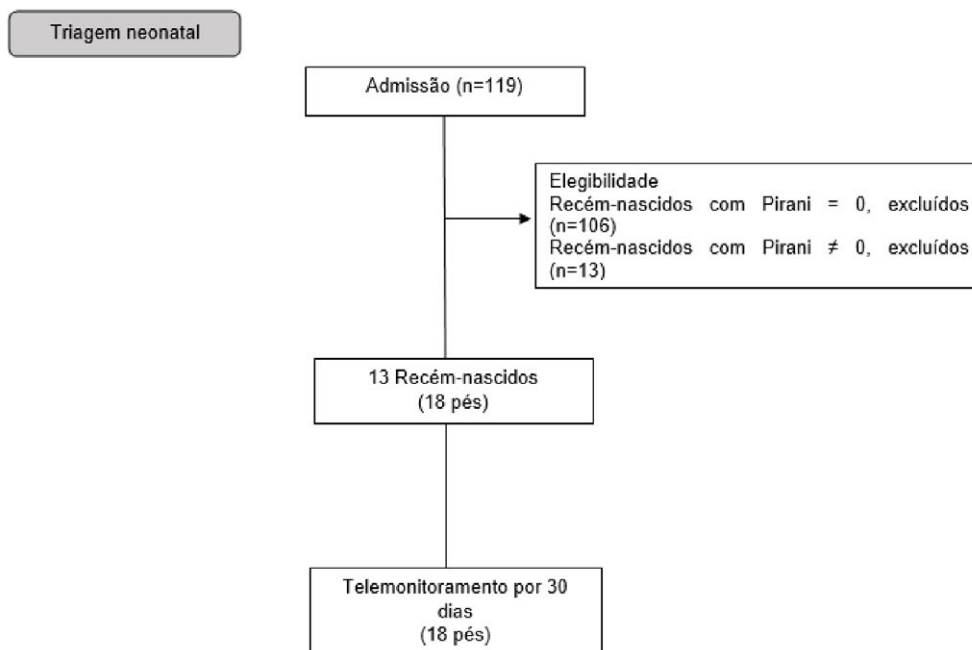 Triagem neonatal
Admissão (n=119)
Elegibilidade
Recém-nascidos com Pirani = 0, excluídos
(n=106)
Recém-nascidos com Pirani ≠ 0, excluídos
(n=13)
13 Recém-nascidos
(18 pés)
Telemonitoramento por 30
dias
(18 pés)